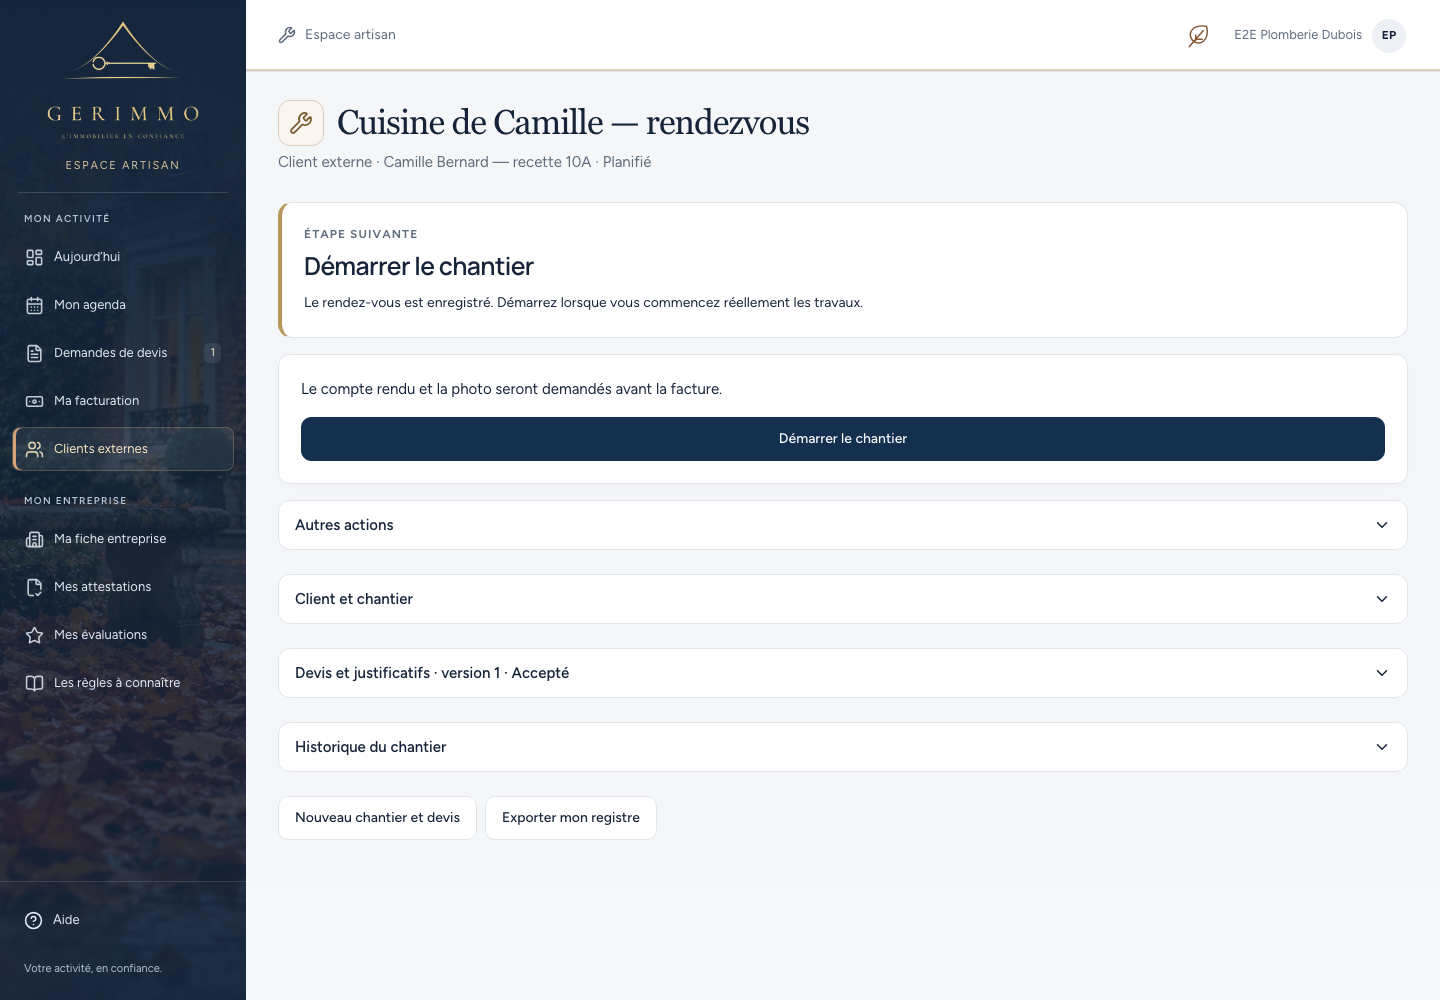 GERIMMO
L'IMMOBILIER EN CONFIANCE
ESPACE ARTISAN
MON ACTIVITÉ
Aujourd'hui
Mon agenda
Demandes de devis 1
Ma facturation
Clients externes
MON ENTREPRISE
Ma fiche entreprise
Mes attestations
Mes évaluations
Les règles à connaître
Aide
Votre activité, en confiance.
Espace artisan
E2E Plomberie Dubois EP
Cuisine de Camille — rendezvous
Client externe · Camille Bernard — recette 10A · Planifié
ÉTAPE SUIVANTE
Démarrer le chantier
Le rendez-vous est enregistré. Démarrez lorsque vous commencez réellement les travaux.
Le compte rendu et la photo seront demandés avant la facture.
Démarrer le chantier
Autres actions
Client et chantier
Devis et justificatifs · version 1 · Accepté
Historique du chantier
Nouveau chantier et devis
Exporter mon registre